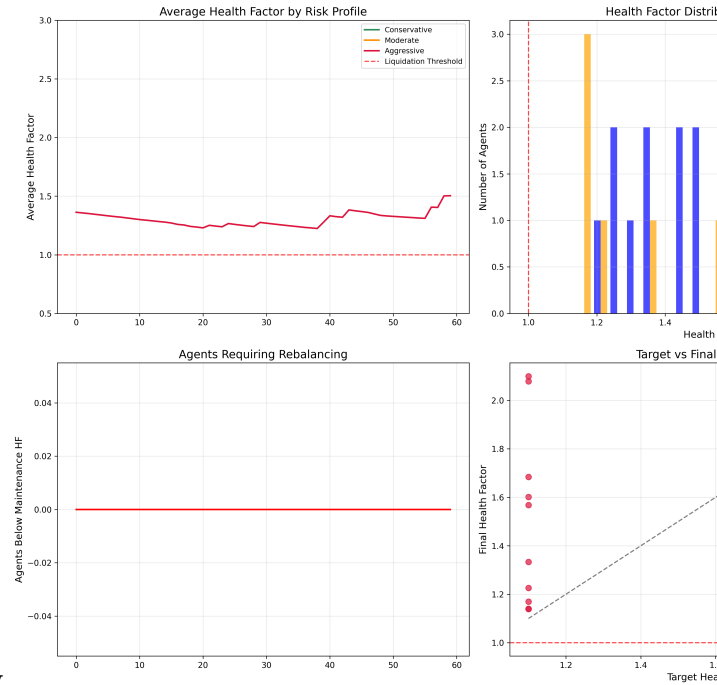 Average Health Factor by Risk Profile
Average Health Factor
3.0
2.5
2.0
1.5
1.0
0.5
0 10 20 30 40 50 60
Conservative
Moderate
Aggressive
Liquidation Threshold
Health Factor Distrib
Number of Agents
3.0
2.5
2.0
1.5
1.0
0.5
0.0
1.0 1.2 1.4
Health
Agents Requiring Rebalancing
Agents Below Maintenance HF
0.04
0.02
0.00
−0.02
−0.04
0 10 20 30 40 50 60
Target vs Final
Final Health Factor
2.0
1.8
1.6
1.4
1.2
1.0
1.2 1.4 1.
Target Hea